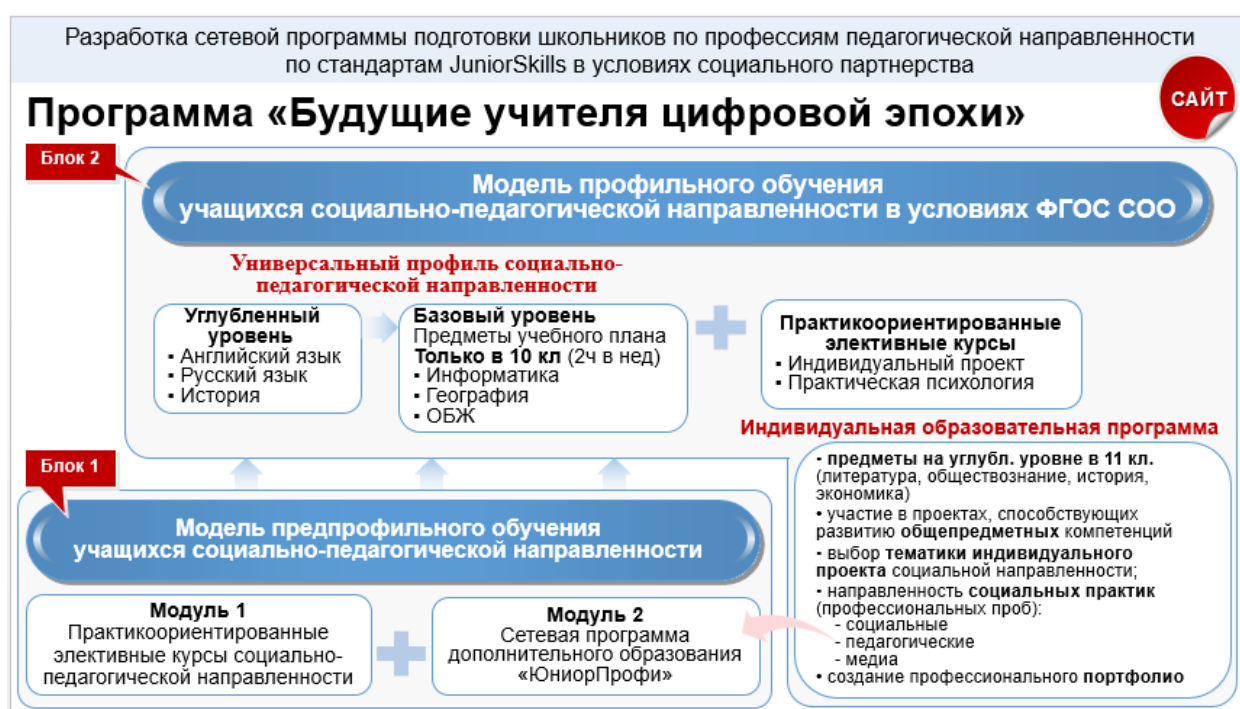 Разработка сетевой программы подготовки школьников по профессиям педагогической направленности
по стандартам JuniorSkills в условиях социального партнерства
САЙТ
Программа «Будущие учителя цифровой эпохи»
Блок 2
Модель профильного обучения
учащихся социально-педагогической направленности в условиях ФГОС СОО
Универсальный профиль социально-
педагогической направленности
Углубленный
уровень
▪ Английский язык
▪ Русский язык
▪ История
Базовый уровень
Предметы учебного плана
Только в 10 кл (2ч в нед)
▪ Информатика
▪ География
▪ ОБЖ
Практикоориентированные
элективные курсы
▪ Индивидуальный проект
▪ Практическая психология
Индивидуальная образовательная программа
▪ предметы на углубл. уровне в 11 кл.
(литература, обществознание, история,
экономика)
• участие в проектах, способствующих
развитию общепредметных компетенций
▪ выбор тематики индивидуального
проекта социальной направленности;
• направленность социальных практик
(профессиональных проб):
- социальные
- педагогические
- медиа
• создание профессионального портфолио
Блок 1
Модель предпрофильного обучения
учащихся социально-педагогической направленности
Модуль 1
Практикоориентированные
элективные курсы социально-
педагогической направленности
Модуль 2
Сетевая программа
дополнительного образования
«ЮниорПрофи»